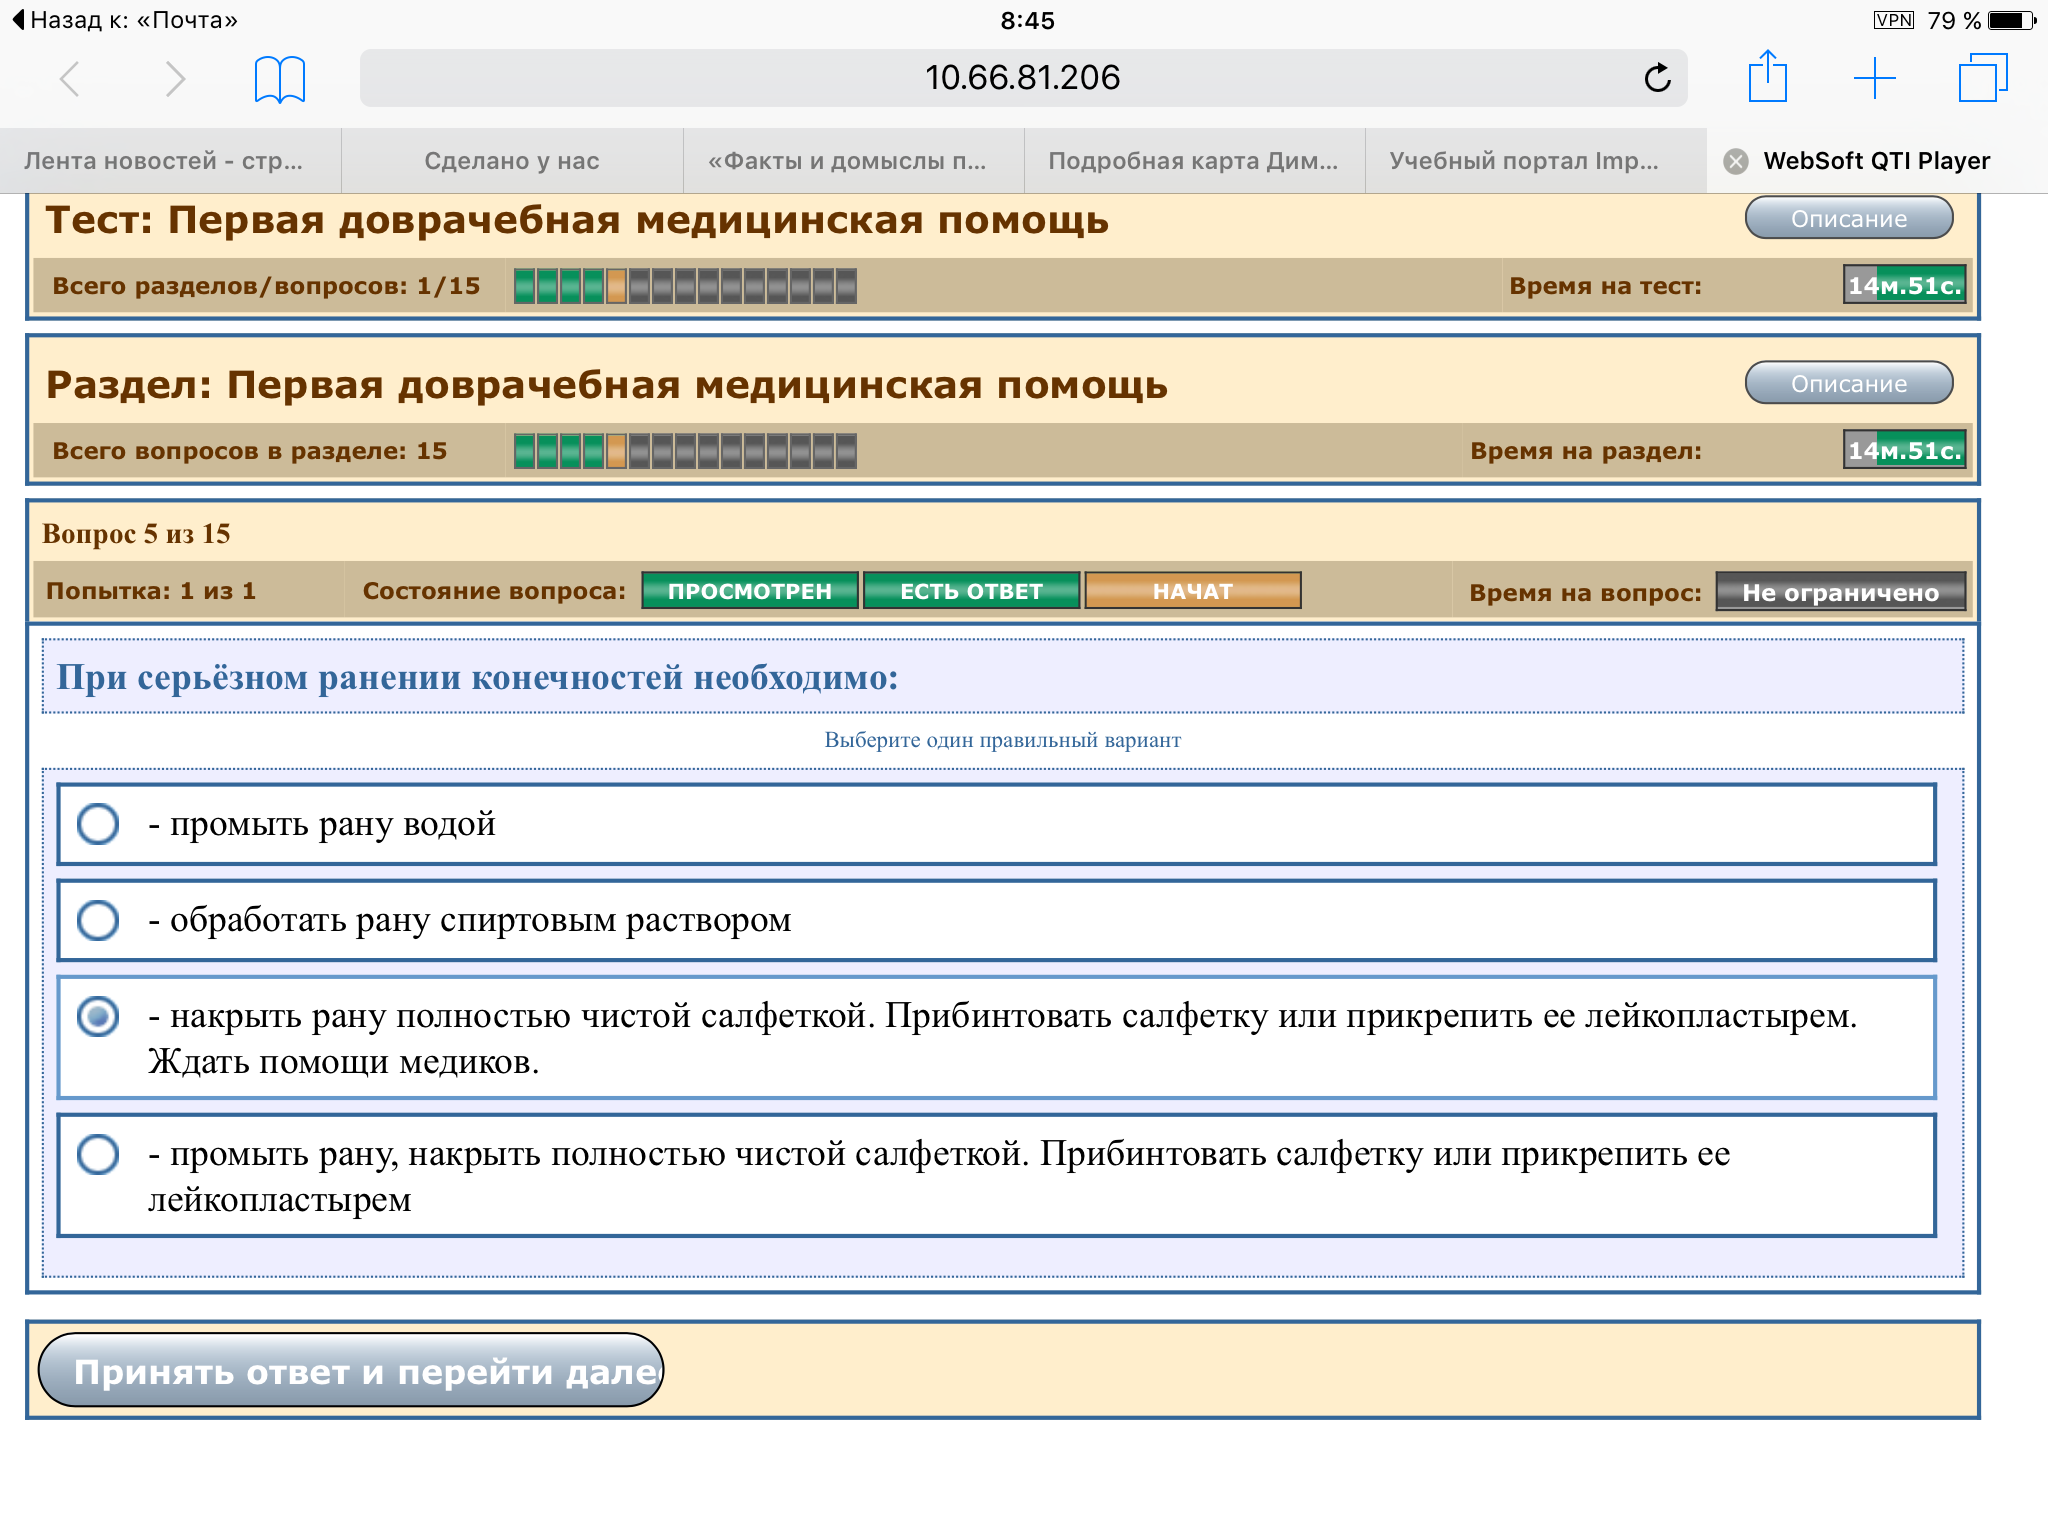 Назад к: «Почта»
8:45
VPN 79 %
10.66.81.206
Лента новостей - стр...
Сделано у нас
«Факты и домыслы п...
Подробная карта Дим...
Учебный портал Imp...
WebSoft QTI Player
Тест: Первая доврачебная медицинская помощь
Описание
Всего разделов/вопросов: 1/15
Время на тест:
14м.51с.
Раздел: Первая доврачебная медицинская помощь
Описание
Всего вопросов в разделе: 15
Время на раздел:
14м.51с.
Вопрос 5 из 15
Попытка: 1 из 1
Состояние вопроса:
ПРОСМОТРЕН
ЕСТЬ ОТВЕТ
НАЧАТ
Время на вопрос:
Не ограничено
При серьёзном ранении конечностей необходимо:
Выберите один правильный вариант
- промыть рану водой
- обработать рану спиртовым раствором
- накрыть рану полностью чистой салфеткой. Прибинтовать салфетку или прикрепить ее лейкопластырем.
Ждать помощи медиков.
- промыть рану, накрыть полностью чистой салфеткой. Прибинтовать салфетку или прикрепить ее
лейкопластырем
Принять ответ и перейти дале